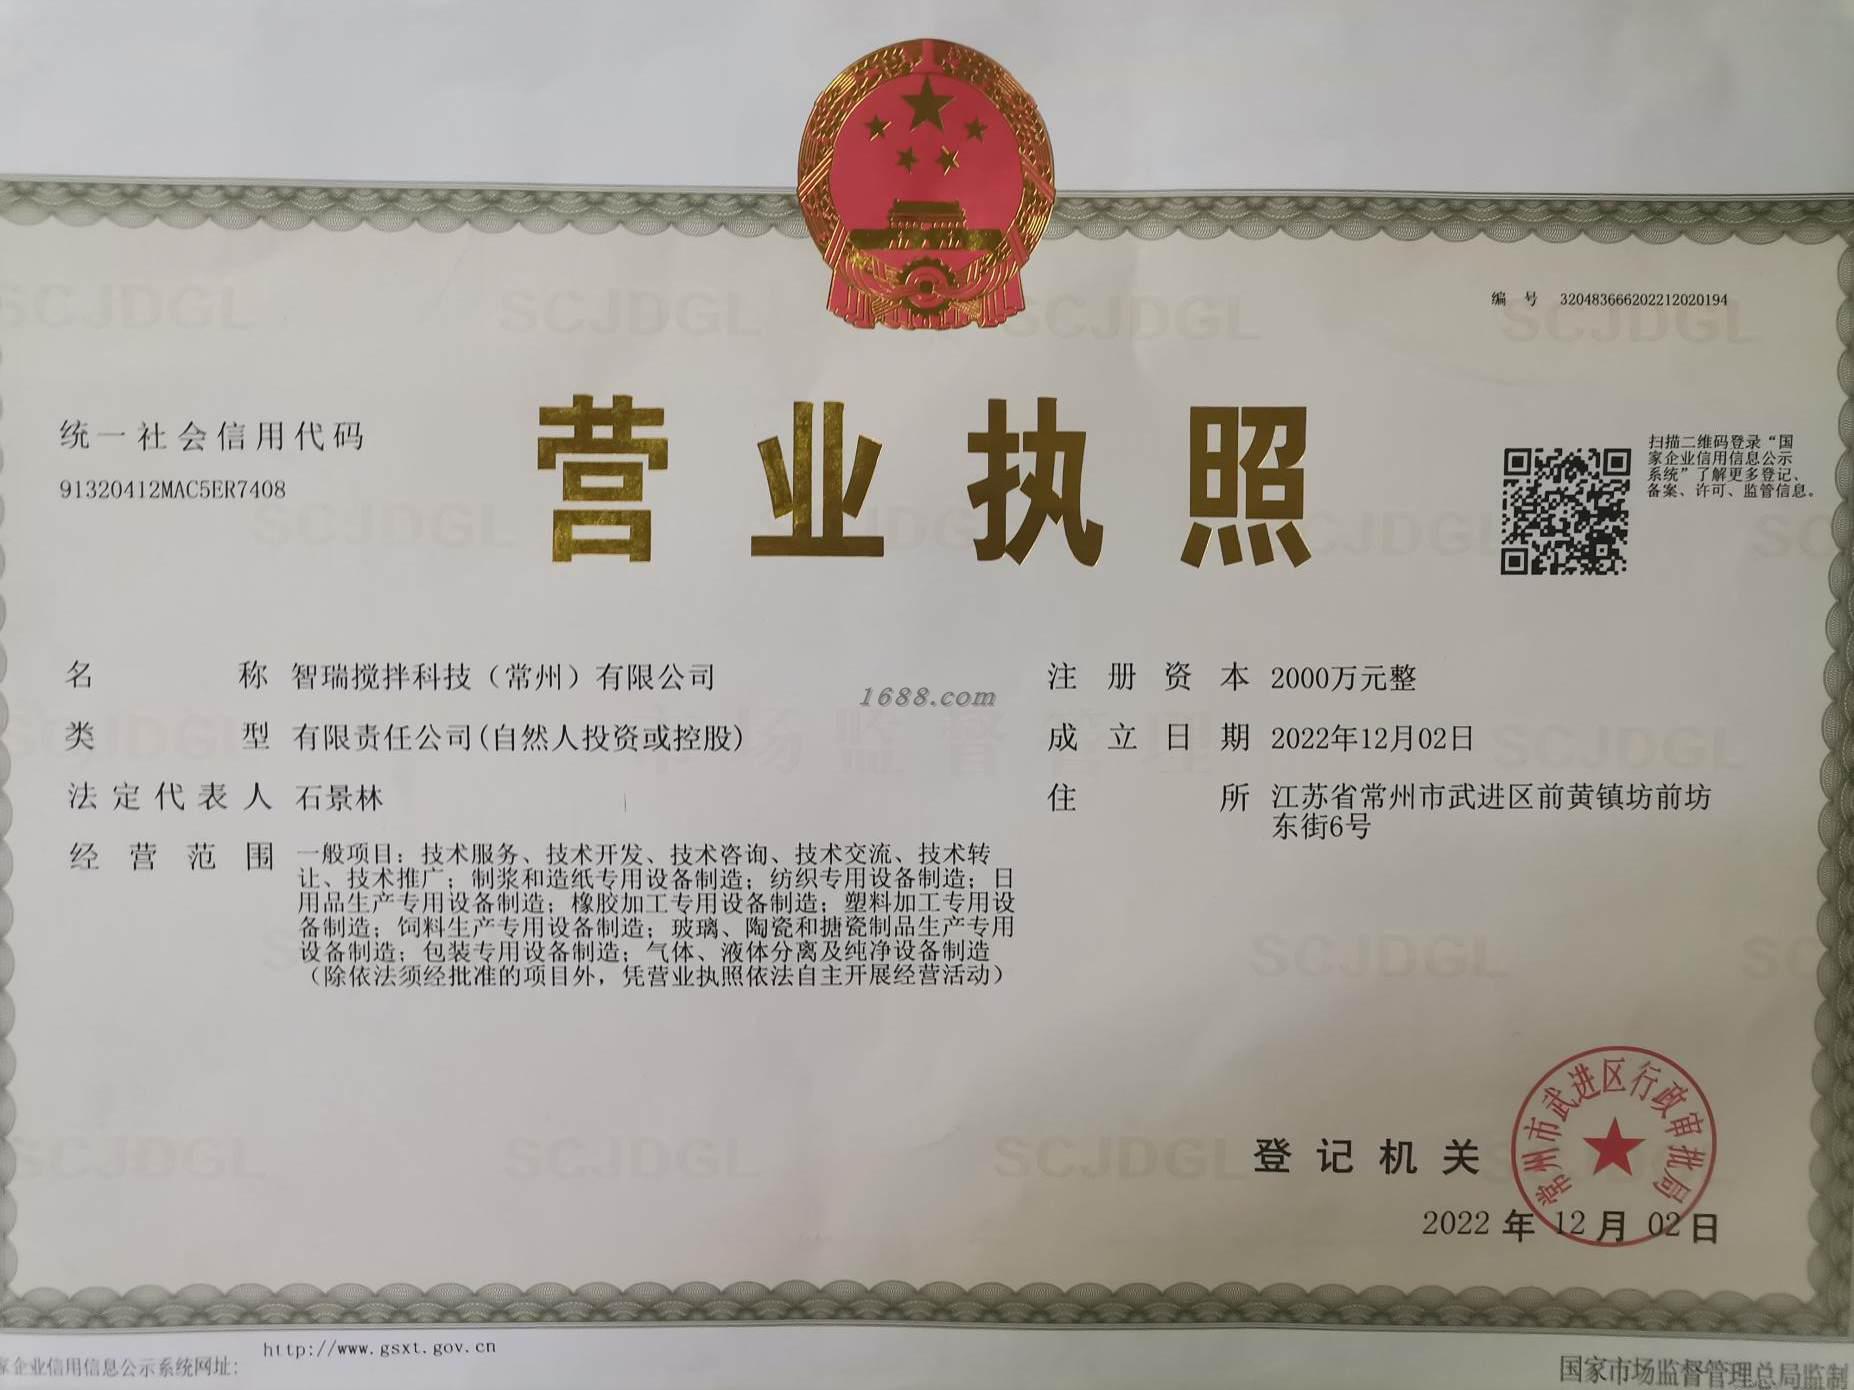 编 号 320483666202212020194
营业执照
统一社会信用代码
91320412MAC5ER7408
扫描二维码登录“国
家企业信用信息公示
系统”了解更多登记、
备案、许可、监管信息。
名 称 智瑞搅拌科技（常州）有限公司
类 型 有限责任公司(自然人投资或控股)
法定代表人 石景林
经营范围 一般项目：技术服务、技术开发、技术咨询、技术交流、技术转
让、技术推广；制浆和造纸专用设备制造；纺织专用设备制造；日
用品生产专用设备制造；橡胶加工专用设备制造；塑料加工专用设
备制造；饲料生产专用设备制造；玻璃、陶瓷和搪瓷制品生产专用
设备制造；包装专用设备制造；气体、液体分离及纯净设备制造
（除依法须经批准的项目外，凭营业执照依法自主开展经营活动）
注册资本 2000万元整
成立日期 2022年12月02日
住 所 江苏省常州市武进区前黄镇坊前坊
东街6号
1688.com
市场监督管理
SCJDGL
登记机关
常州市武进区行政审批局
2022年12月02日
家企业信用信息公示系统网址：
http://www.gsxt.gov.cn
国家市场监督管理总局监制